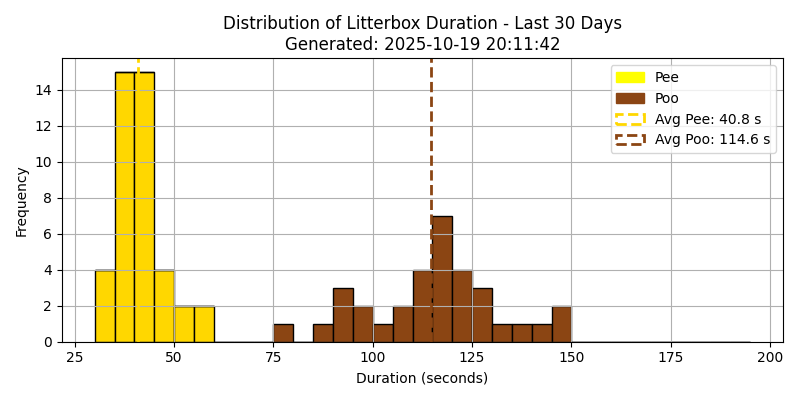 Distribution of Litterbox Duration - Last 30 Days
Generated: 2025-10-19 20:11:42
Pee
Poo
Avg Pee: 40.8 s
Avg Poo: 114.6 s
Frequency
14
12
10
8
6
4
2
0
25 50 75 100 125 150 175 200
Duration (seconds)